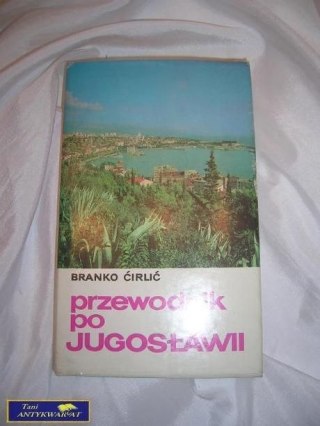 BRANKO ĆIRLIĆ
przewodnik
po
JUGOSŁAWII
Tani
ANTYKWARIAT